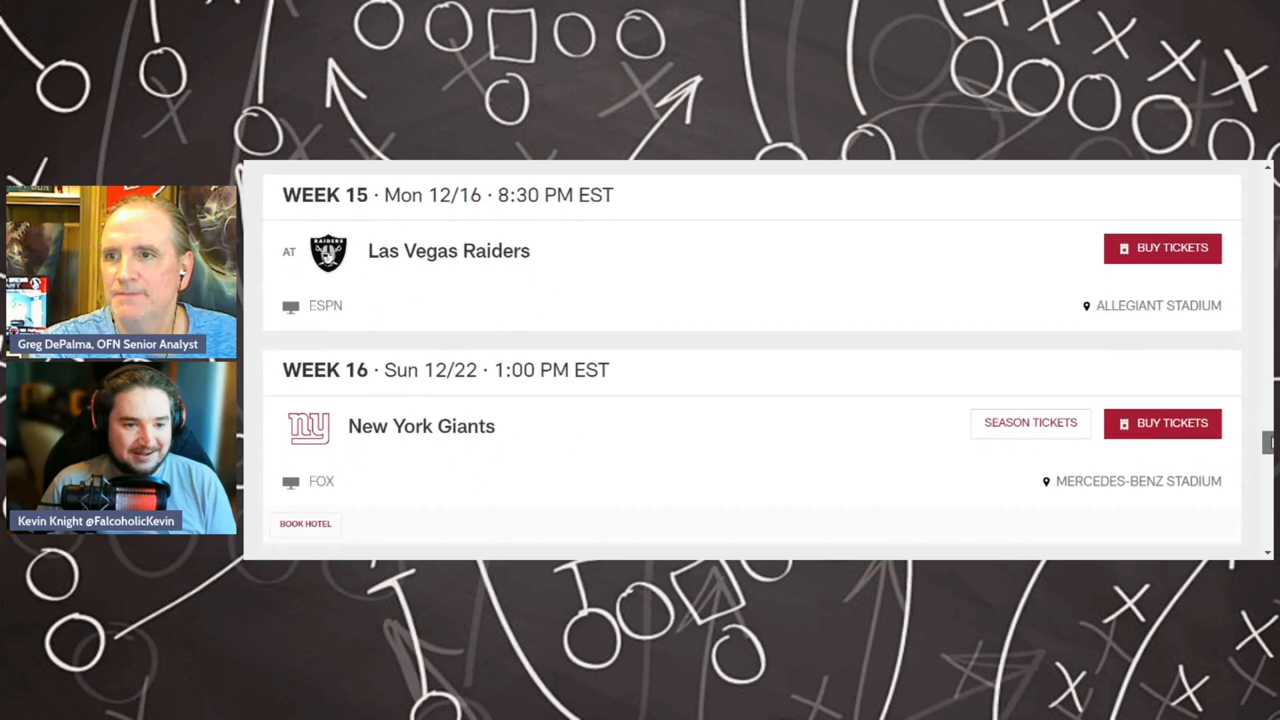 WEEK 15 · Mon 12/16 · 8:30 PM EST
AT
RAIDERS
Las Vegas Raiders
BUY TICKETS
ESPN
ALLEGIANT STADIUM
WEEK 16 · Sun 12/22 · 1:00 PM EST
ny
New York Giants
SEASON TICKETS
BUY TICKETS
FOX
MERCEDES-BENZ STADIUM
BOOK HOTEL
Greg DePalma, OFN Senior Analyst
Kevin Knight @FalcoholicKevin